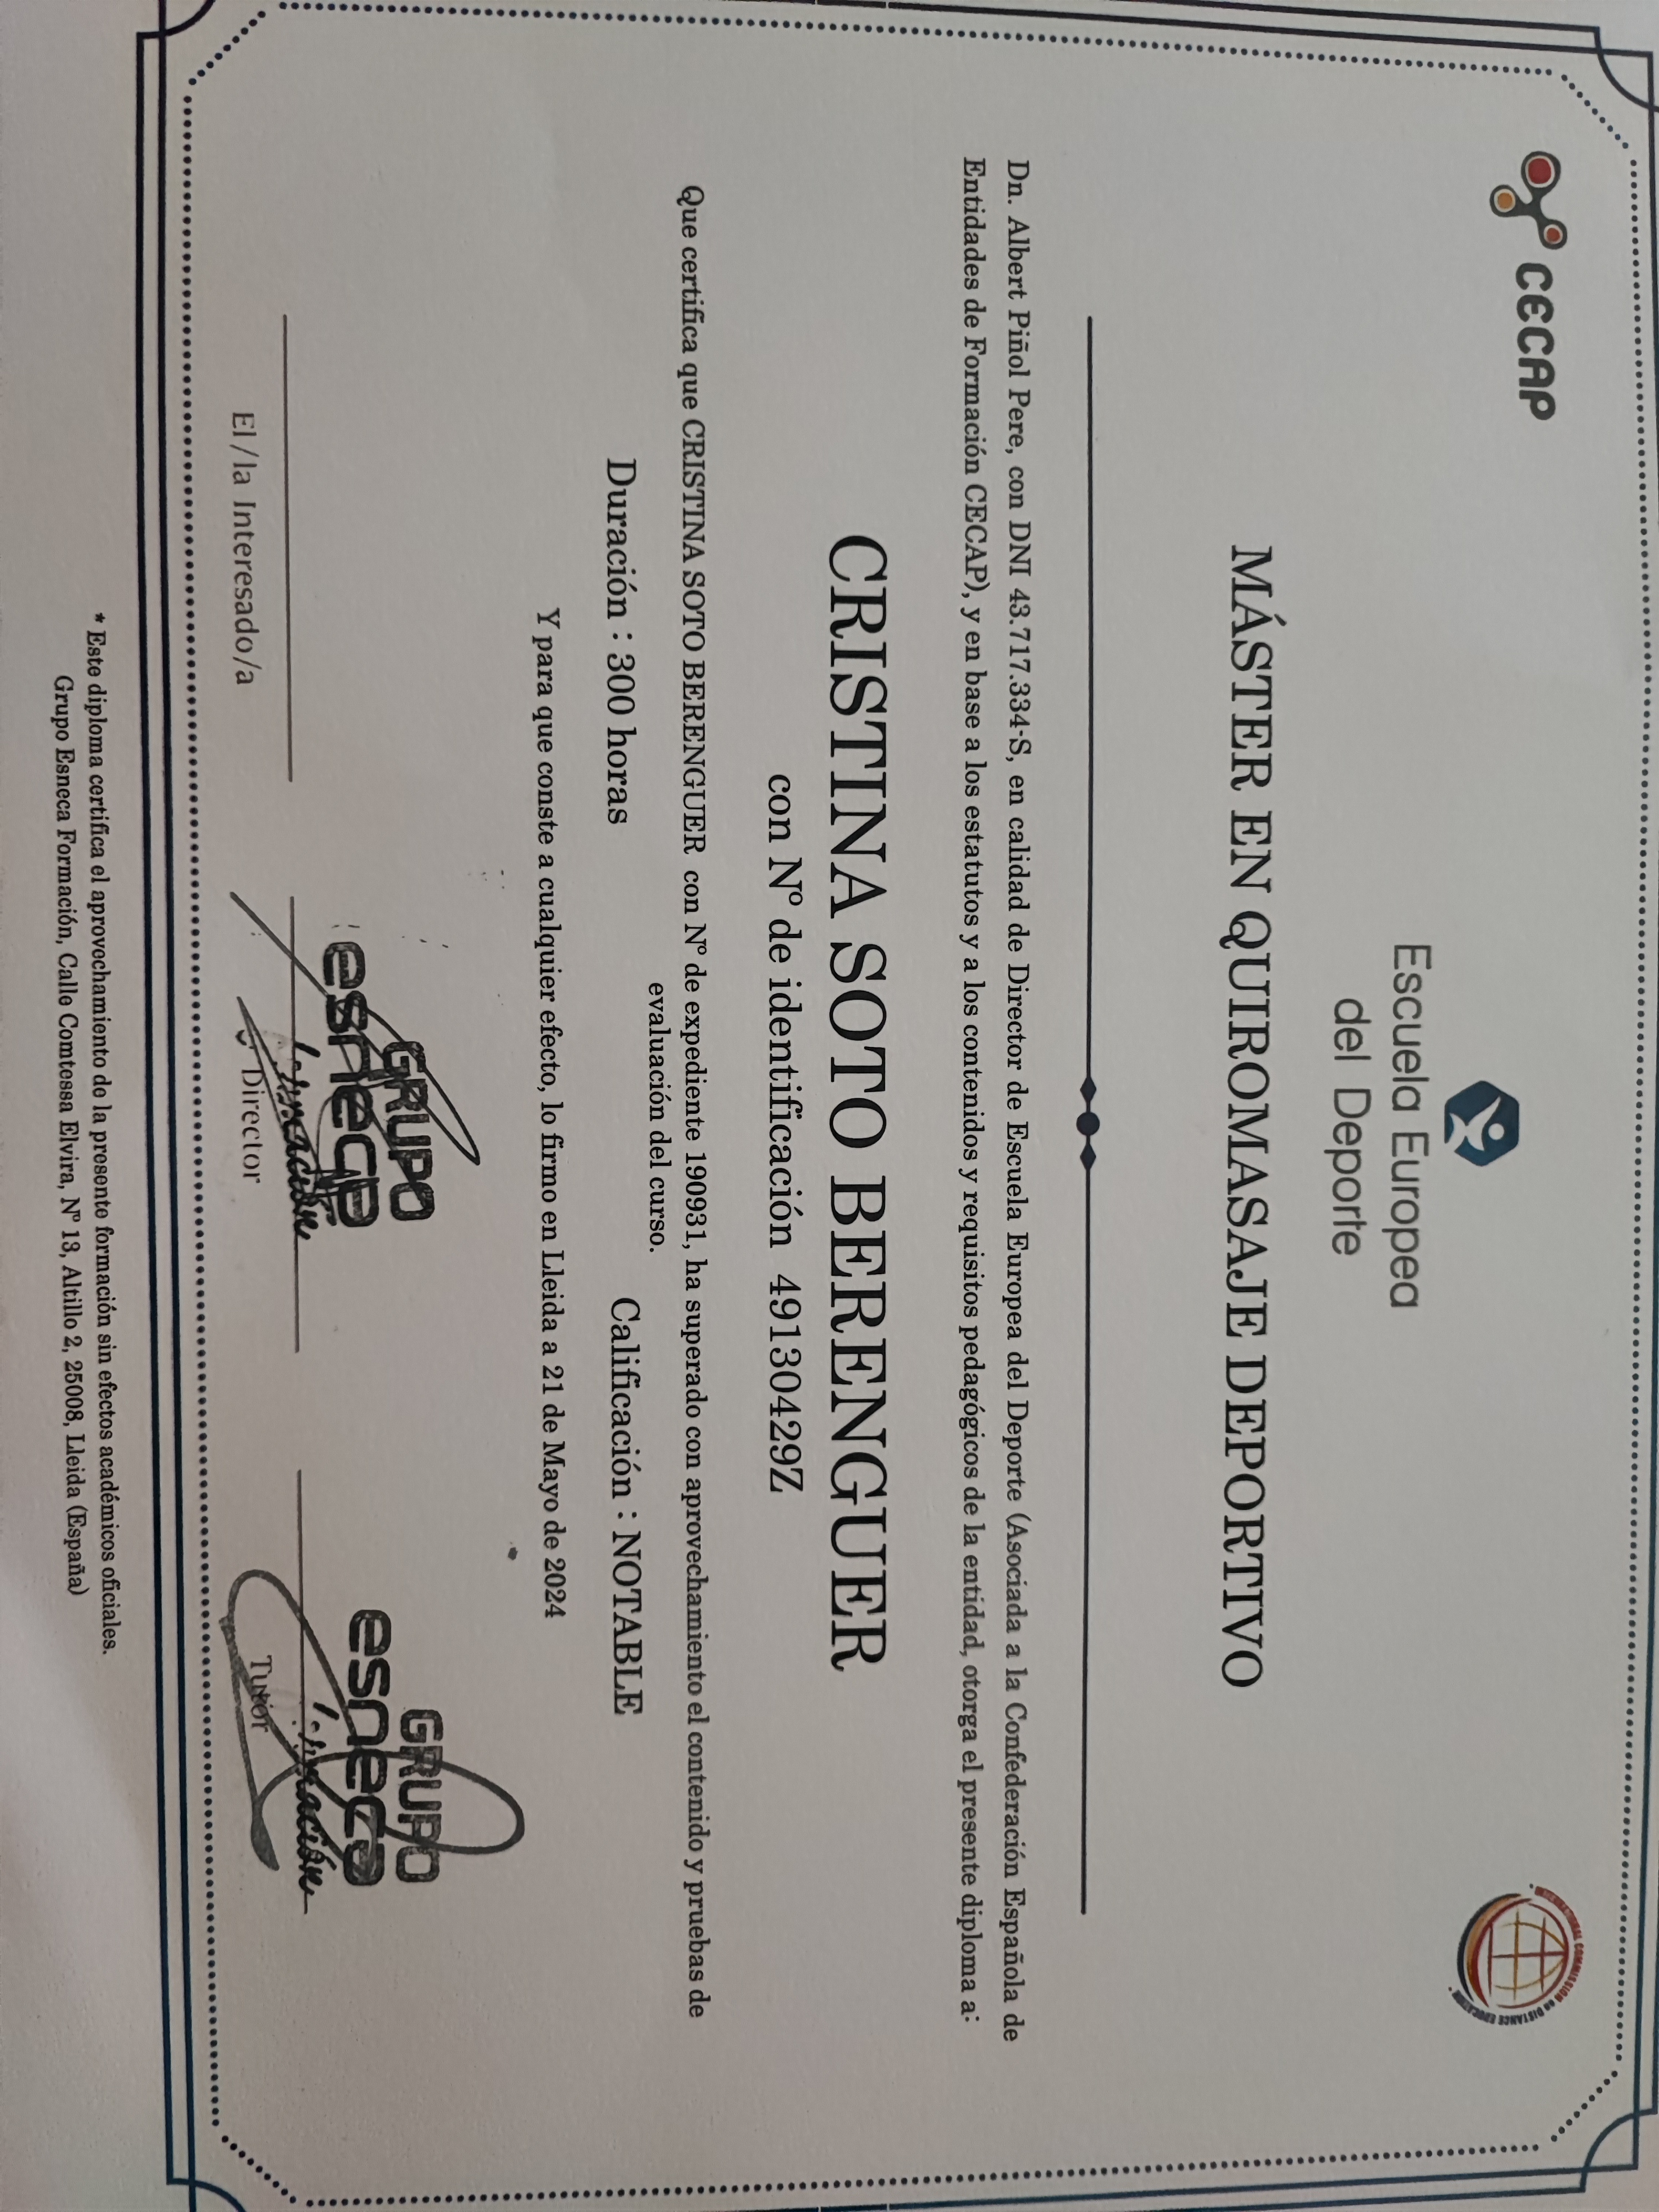 CECAP
Escuela Europea
del Deporte
INTERNATIONAL COMMISSION on DISTANCE EDUCATION
MÁSTER EN QUIROMASAJE DEPORTIVO
Dn. Albert Piñol Pere, con DNI 43.717.334-S, en calidad de Director de Escuela Europea del Deporte (Asociada a la Confederación Española de
Entidades de Formación CECAP), y en base a los estatutos y a los contenidos y requisitos pedagógicos de la entidad, otorga el presente diploma a:
CRISTINA SOTO BERENGUER
con Nº de identificación 49130429Z
Que certifica que CRISTINA SOTO BERENGUER con Nº de expediente 190931, ha superado con aprovechamiento el contenido y pruebas de
evaluación del curso.
Duración : 300 horas Calificación : NOTABLE
Y para que conste a cualquier efecto, lo firmo en Lleida a 21 de Mayo de 2024
GRUPO
esneca
formación
GRUPO
esneca
formación
El/la Interesado/a
Director
Tutor
* Este diploma certifica el aprovechamiento de la presente formación sin efectos académicos oficiales.
Grupo Esneca Formación, Calle Comtessa Elvira, Nº 13, Altillo 2, 25008, Lleida (España)